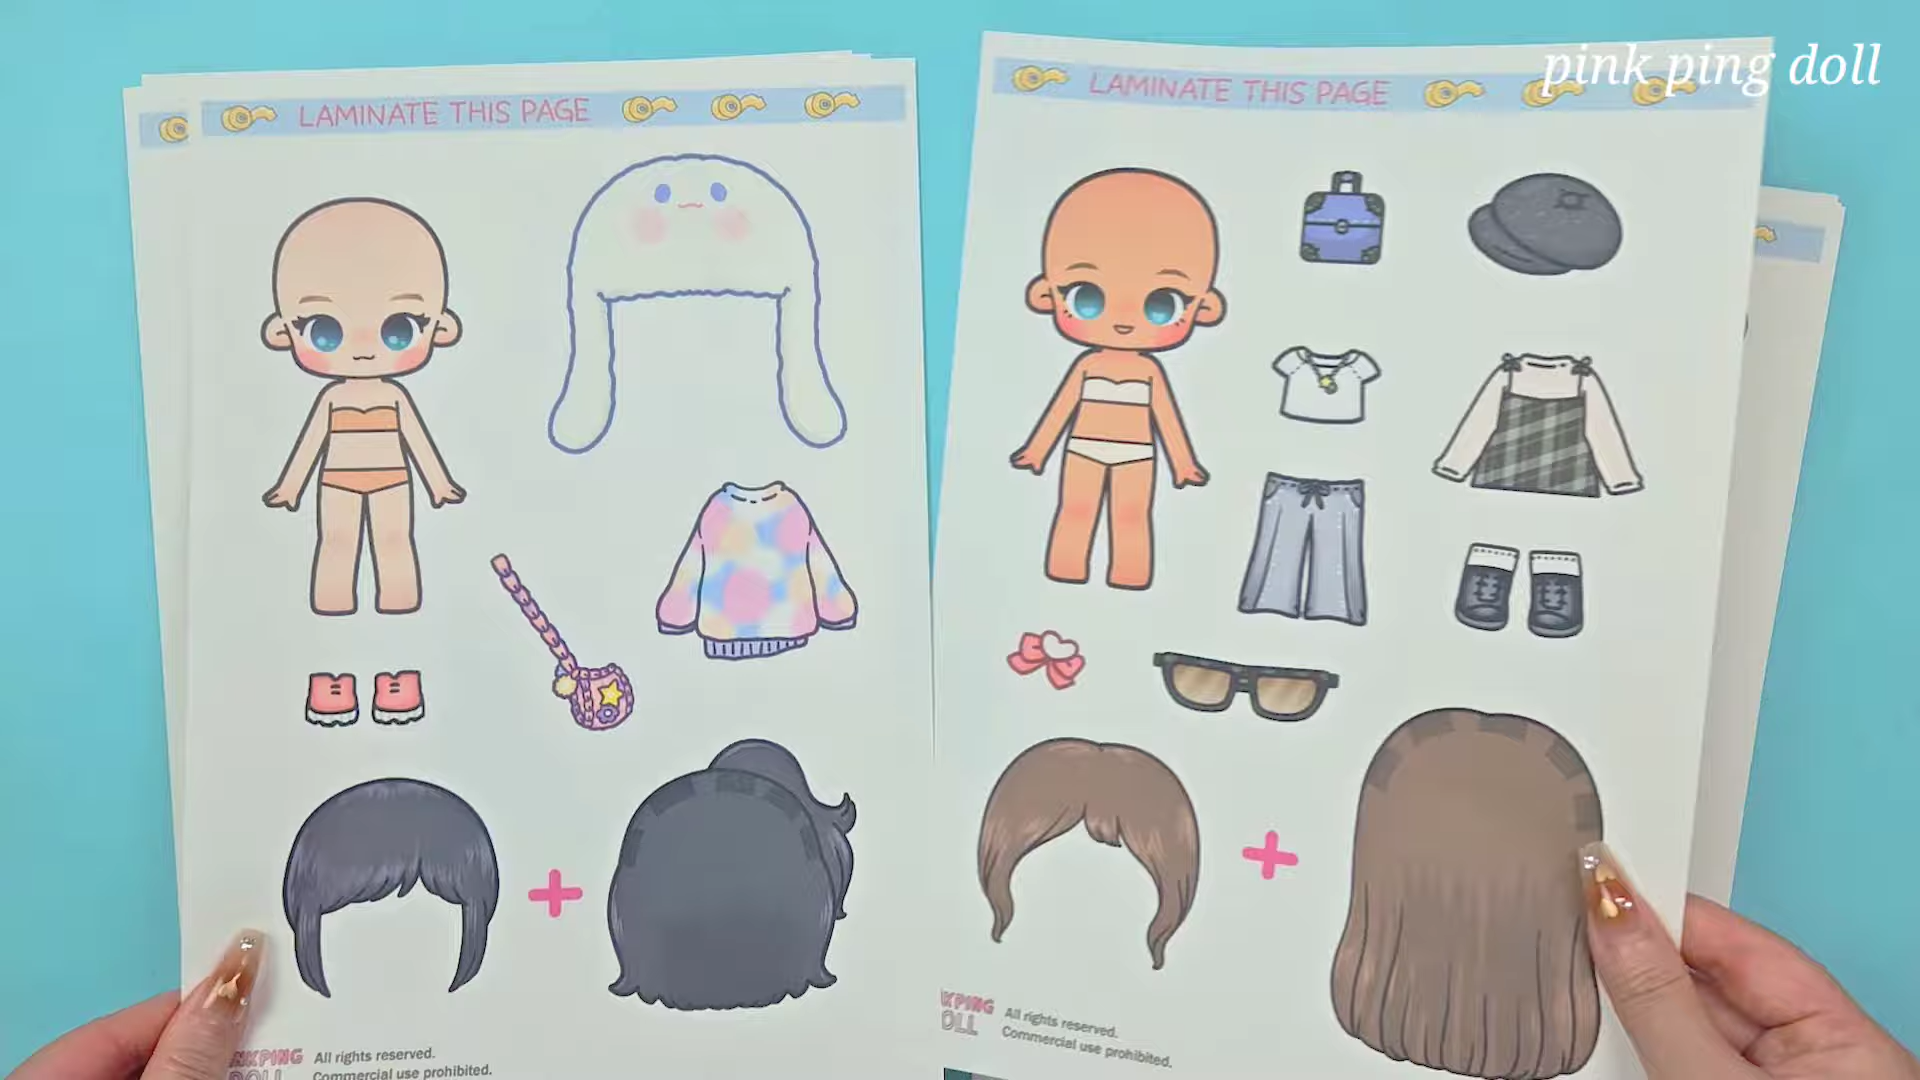 pink ping doll
LAMINATE THIS PAGE
LAMINATE THIS PAGE
All rights reserved.
Commercial use prohibited.
All rights reserved.
Commercial use prohibited.